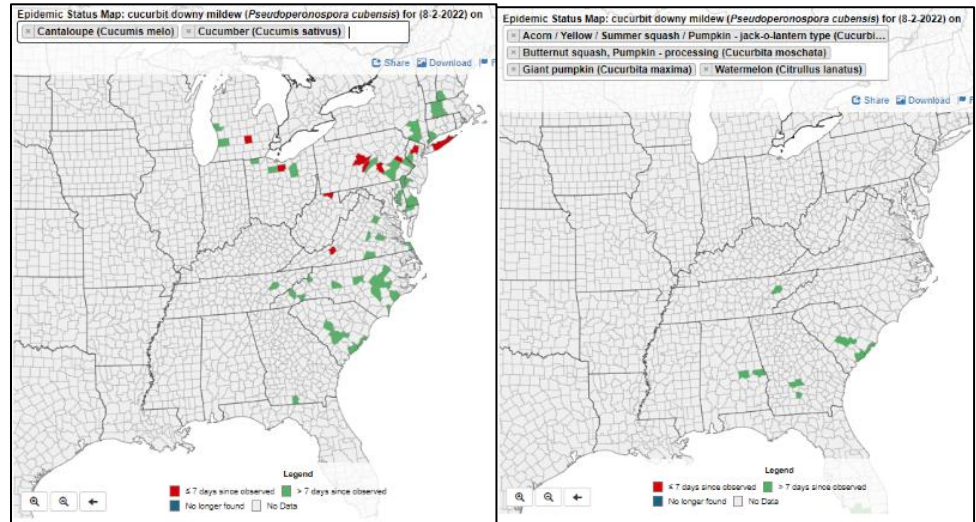 Epidemic Status Map: cucurbit downy mildew (Pseudoperonospora cubensis) for (8-2-2022) on
× Cantaloupe (Cucumis melo) × Cucumber (Cucumis sativus)
Share Download
Legend
≤ 7 days since observed > 7 days since observed
No longer found No Data
Epidemic Status Map: cucurbit downy mildew (Pseudoperonospora cubensis) for (8-2-2022) on
× Acorn / Yellow / Summer squash / Pumpkin - jack-o-lantern type (Cucurbi...
× Butternut squash, Pumpkin - processing (Cucurbita moschata)
× Giant pumpkin (Cucurbita maxima) × Watermelon (Citrullus lanatus)
Share Download
Legend
≤ 7 days since observed > 7 days since observed
No longer found No Data